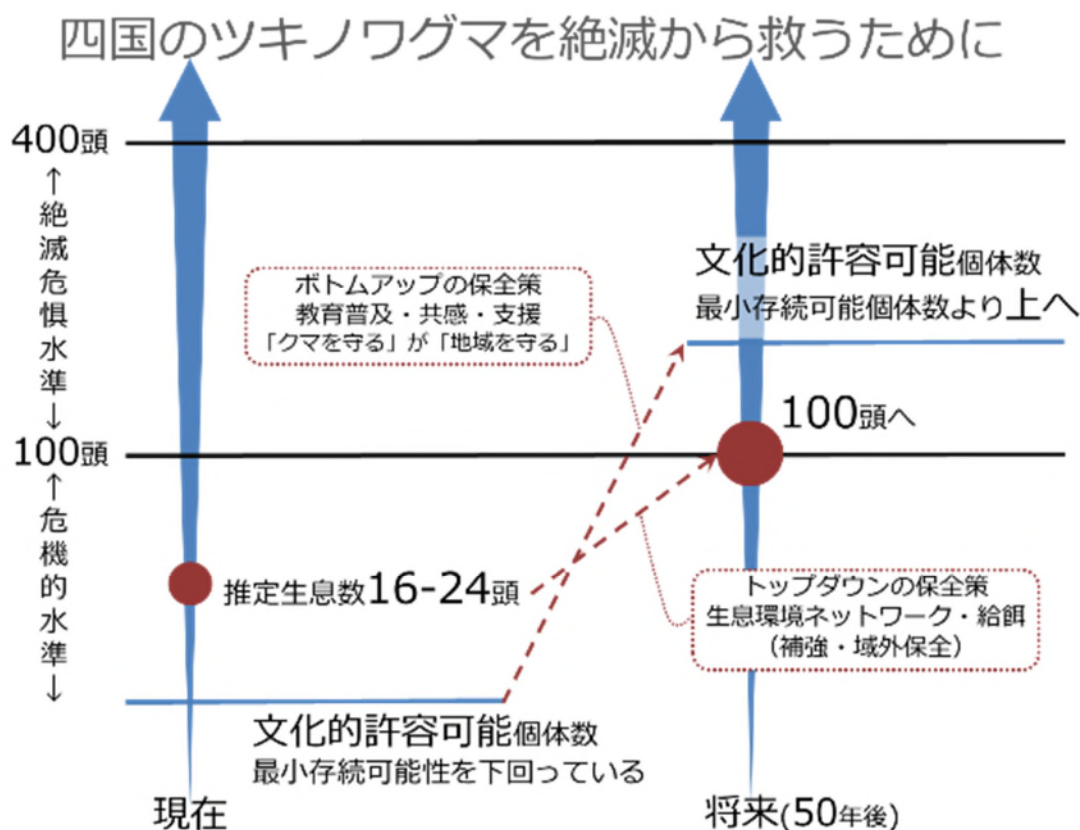 四国のツキノワグマを絶滅から救うために
400頭
↑絶滅危惧水準↓
100頭
↑危機的水準↓
ボトムアップの保全策
教育普及・共感・支援
「クマを守る」が「地域を守る」
文化的許容可能個体数
最小存続可能個体数より上へ
100頭へ
推定生息数16-24頭
トップダウンの保全策
生息環境ネットワーク・給餌
(補強・域外保全)
文化的許容可能個体数
最小存続可能性を下回っている
現在
将来(50年後)